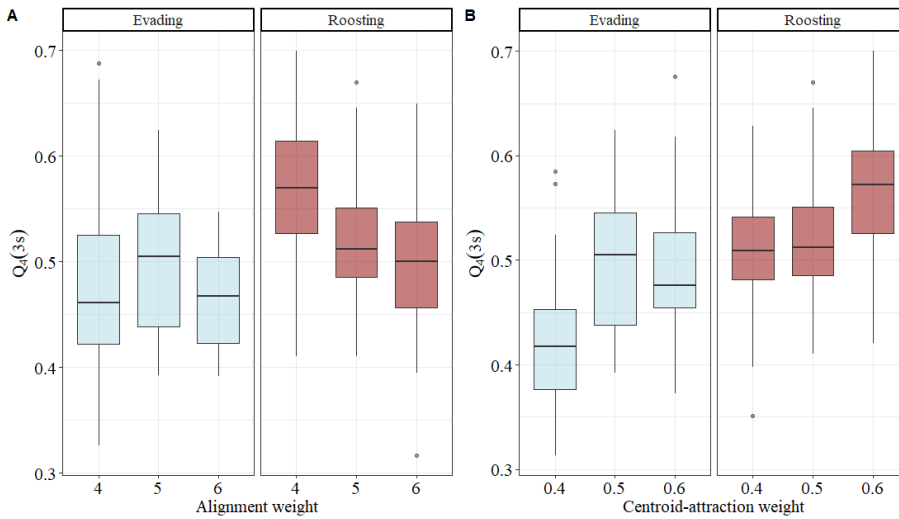 A
Evading Roosting
Q4(3s)
0.7
0.6
0.5
0.4
0.3
4 5 6 4 5 6
Alignment weight
B
Evading Roosting
Q4(3s)
0.7
0.6
0.5
0.4
0.3
0.4 0.5 0.6 0.4 0.5 0.6
Centroid-attraction weight